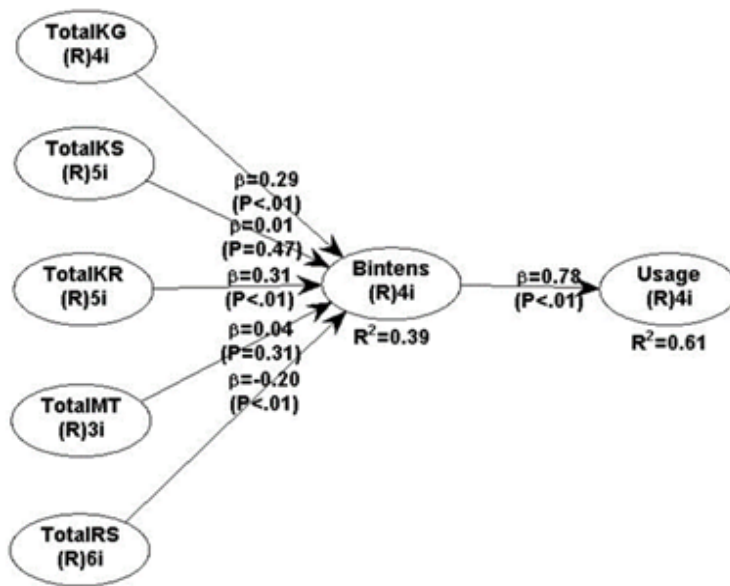 TotalKG
(R)4i
TotalKS
(R)5i
β=0.29
(P<.01)
β=0.01
(P=0.47)
TotalKR
(R)5i
β=0.31
(P<.01)
Bintens
(R)4i
R²=0.39
β=0.78
(P<.01)
Usage
(R)4i
R²=0.61
β=0.04
(P=0.31)
β=-0.20
(P<.01)
TotalMT
(R)3i
TotalRS
(R)6i